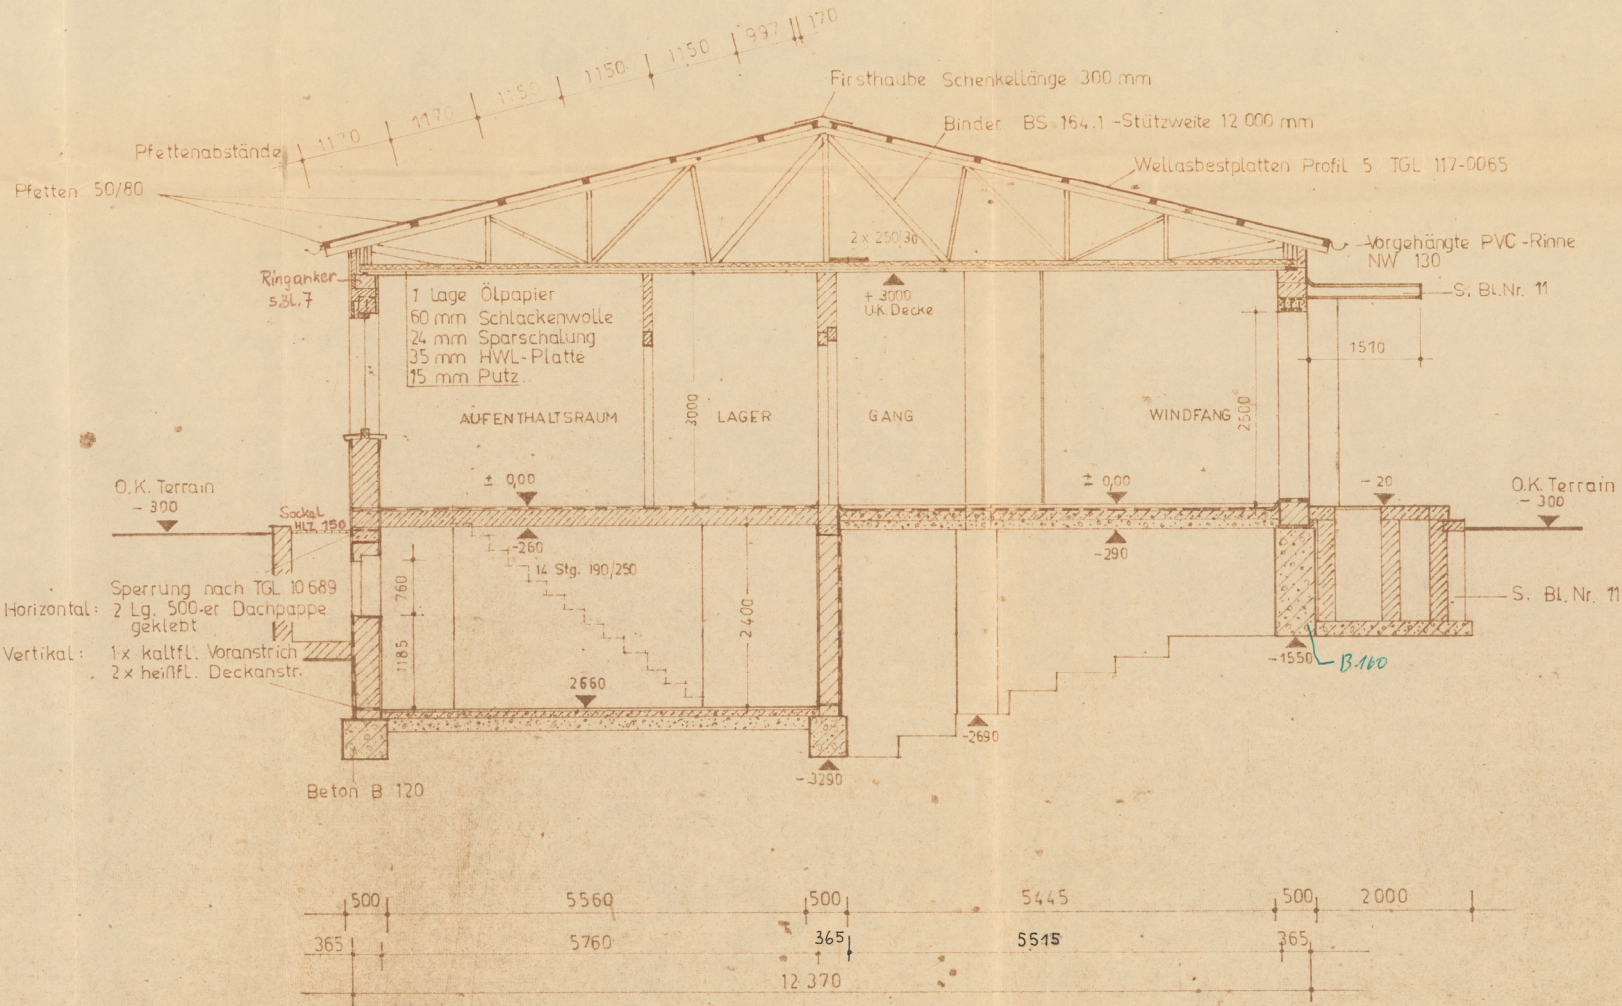 1170
1170
1150
1150
1150
997
170
Firsthaube Schenkellänge 300 mm
Binder BS 164.1 -Stützweite 12 000 mm
Pfettenabstände
Wellasbestplatten Profil 5 TGL 117-0065
Pfetten 50/80
2 x 250/30
Vorgehängte PVC -Rinne
NW 130
Ringanker
s.Bl. 7
1 Lage Ölpapier
60 mm Schlackenwolle
24 mm Sparschalung
35 mm HWL-Platte
15 mm Putz
+ 3000
U.K. Decke
S. Bl. Nr. 11
1510
AUFENTHALTSRAUM
3000
LAGER
GANG
WINDFANG
2500
± 0,00
± 0,00
- 20
O.K. Terrain
- 300
O.K. Terrain
- 300
Sockel
HLZ 150
-260
-290
14 Stg. 190/250
Sperrung nach TGL 10 689
Horizontal: 2 Lg. 500-er Dachpappe
geklebt
Vertikal: 1 x kaltfl. Voranstrich
2 x heißfl. Deckanstr.
760
1185
2400
S. Bl. Nr. 11
-1550
B 160
2660
-2690
-3290
Beton B 120
500
5560
500
5445
500
2000
365
5760
365
5515
365
12 370